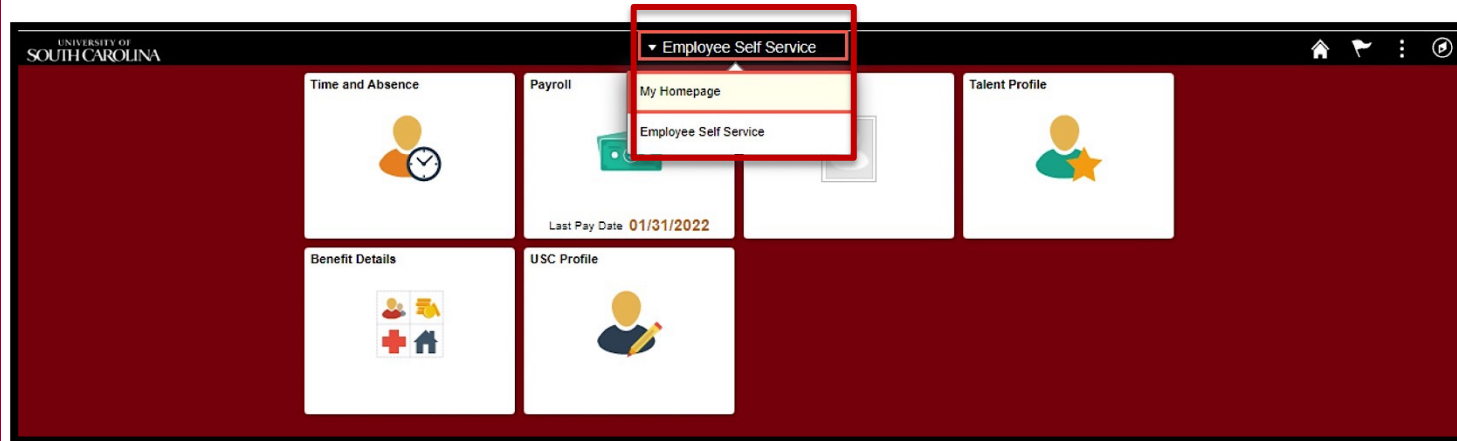 UNIVERSITY OF
SOUTH CAROLINA
Employee Self Service
My Homepage
Employee Self Service
Time and Absence
Payroll
Last Pay Date 01/31/2022
Talent Profile
Benefit Details
USC Profile